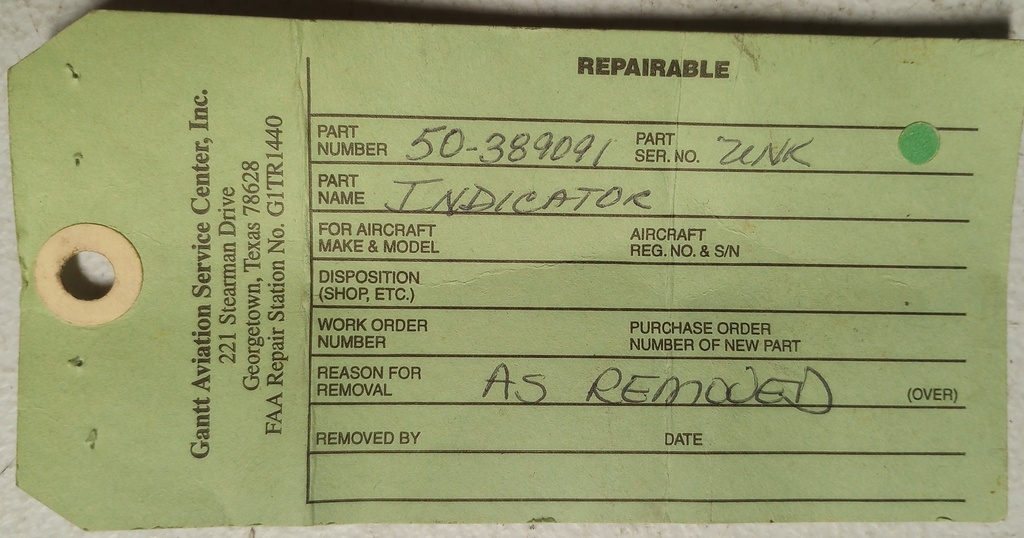 Gantt Aviation Service Center, Inc.
221 Stearman Drive
Georgetown, Texas 78628
FAA Repair Station No. G1TR1440
REPAIRABLE
PART NUMBER 50-389091 PART SER. NO. UNK
PART NAME INDICATOR
FOR AIRCRAFT MAKE & MODEL AIRCRAFT REG. NO. & S/N
DISPOSITION (SHOP, ETC.)
WORK ORDER NUMBER PURCHASE ORDER NUMBER OF NEW PART
REASON FOR REMOVAL AS REMOVED (OVER)
REMOVED BY DATE